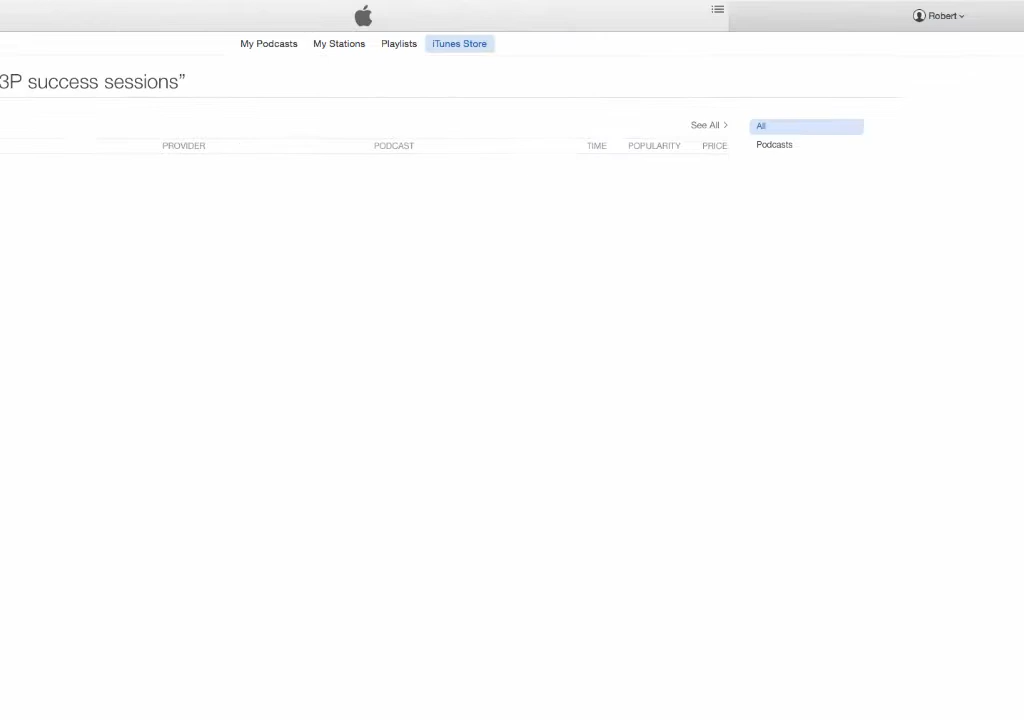 Robert
My Podcasts My Stations Playlists iTunes Store
3P success sessions”
See All >
All
PROVIDER PODCAST TIME POPULARITY PRICE
Podcasts